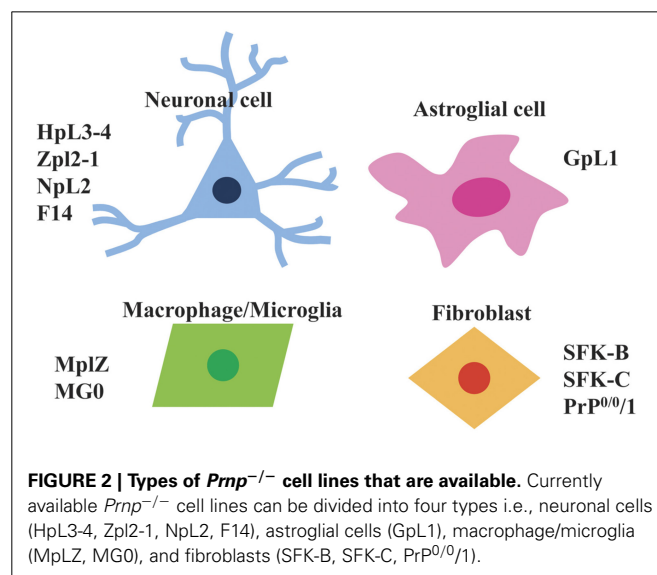 Neuronal cell
HpL3-4
Zpl2-1
NpL2
F14
Astroglial cell
GpL1
Macrophage/Microglia
MplZ
MG0
Fibroblast
SFK-B
SFK-C
PrP⁰/⁰/1
FIGURE 2 | Types of Prnp−/− cell lines that are available. Currently
available Prnp−/− cell lines can be divided into four types i.e., neuronal cells
(HpL3-4, Zpl2-1, NpL2, F14), astroglial cells (GpL1), macrophage/microglia
(MpLZ, MG0), and fibroblasts (SFK-B, SFK-C, PrP⁰/⁰/1).